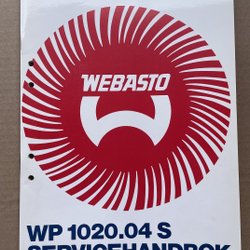 WEBASTO
WP 1020.04 S
SERVICEHANDBOK